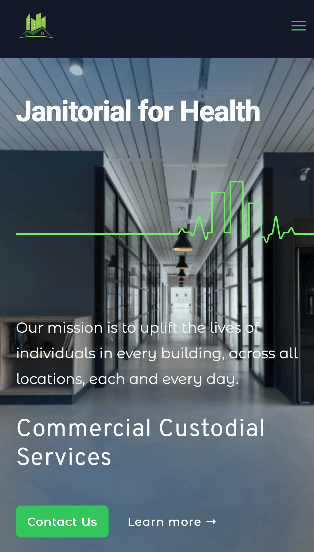 Janitorial for Health
Our mission is to uplift the lives of
individuals in every building, across all
locations, each and every day.
Commercial Custodial
Services
Contact Us
Learn more →